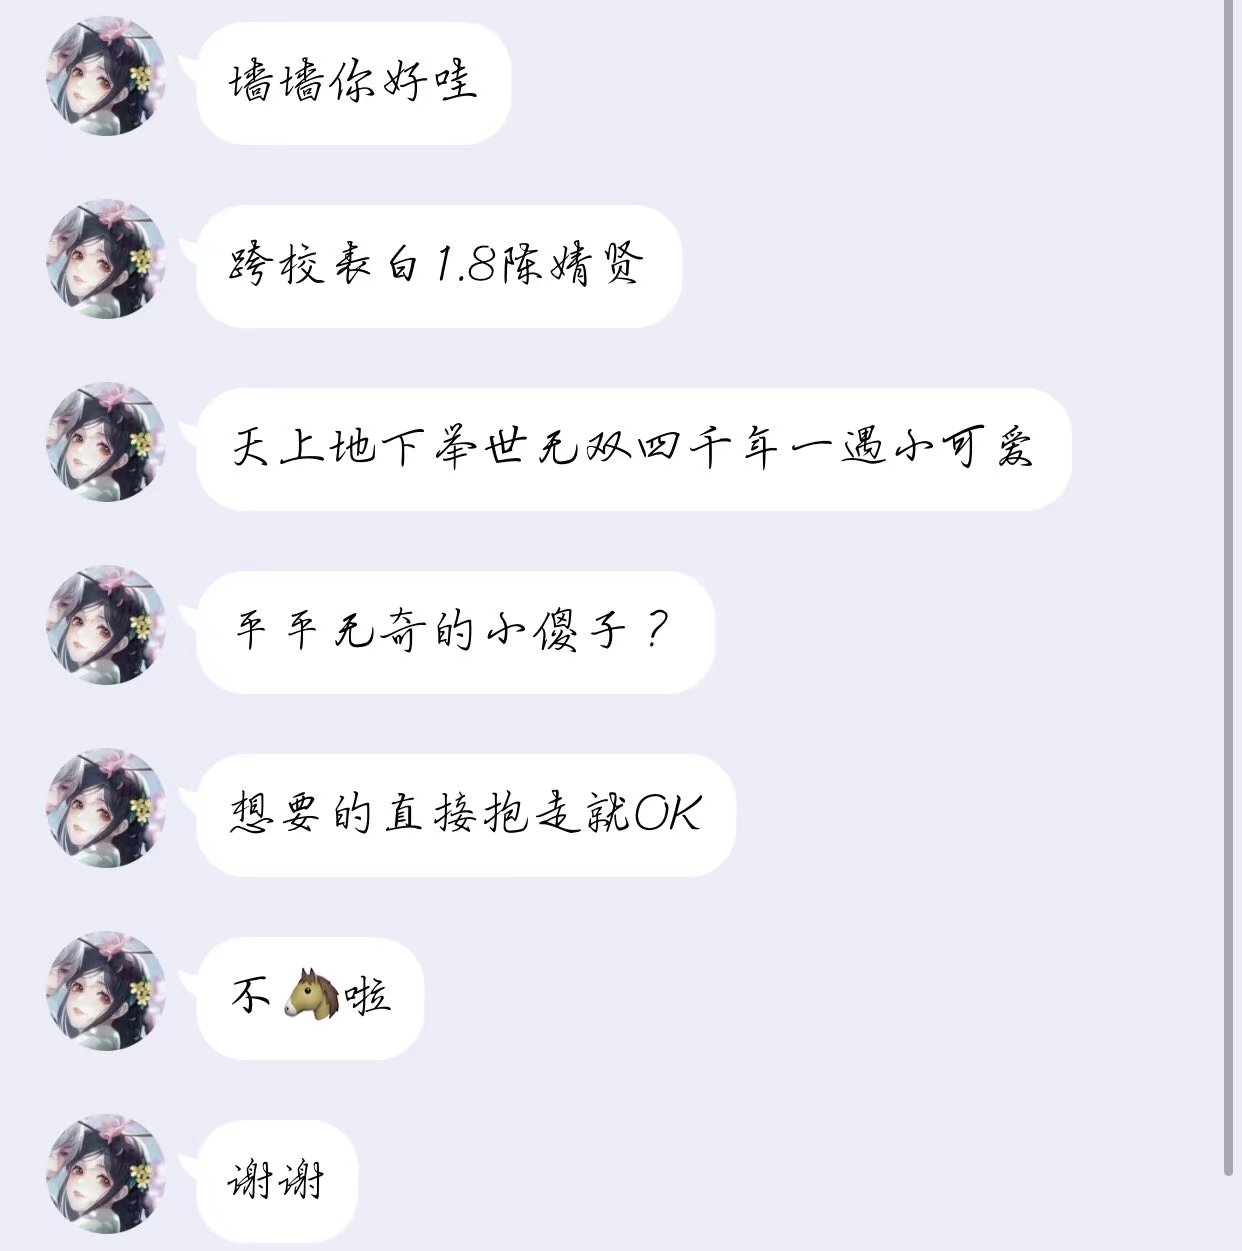 墙墙你好哇
跨校表白1.8陈婧贤
天上地下举世无双四千年一遇小可爱
平平无奇的小傻子？
想要的直接抱走就OK
不🐴啦
谢谢